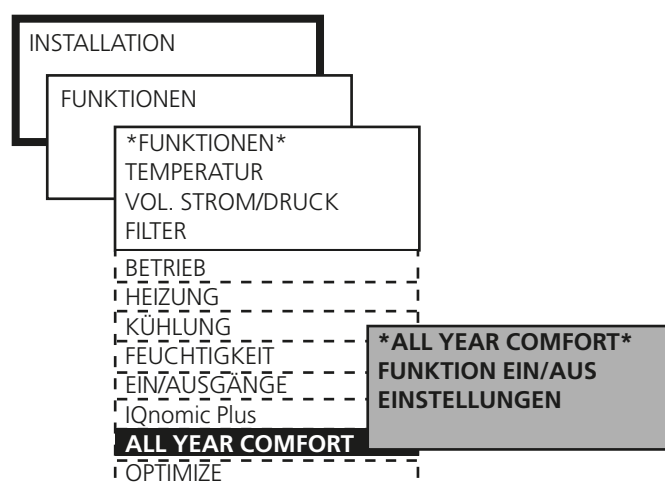 INSTALLATION
FUNKTIONEN
*FUNKTIONEN*
TEMPERATUR
VOL. STROM/DRUCK
FILTER
BETRIEB
HEIZUNG
KÜHLUNG
FEUCHTIGKEIT
EIN/AUSGÄNGE
IQnomic Plus
ALL YEAR COMFORT
OPTIMIZE
*ALL YEAR COMFORT*
FUNKTION EIN/AUS
EINSTELLUNGEN